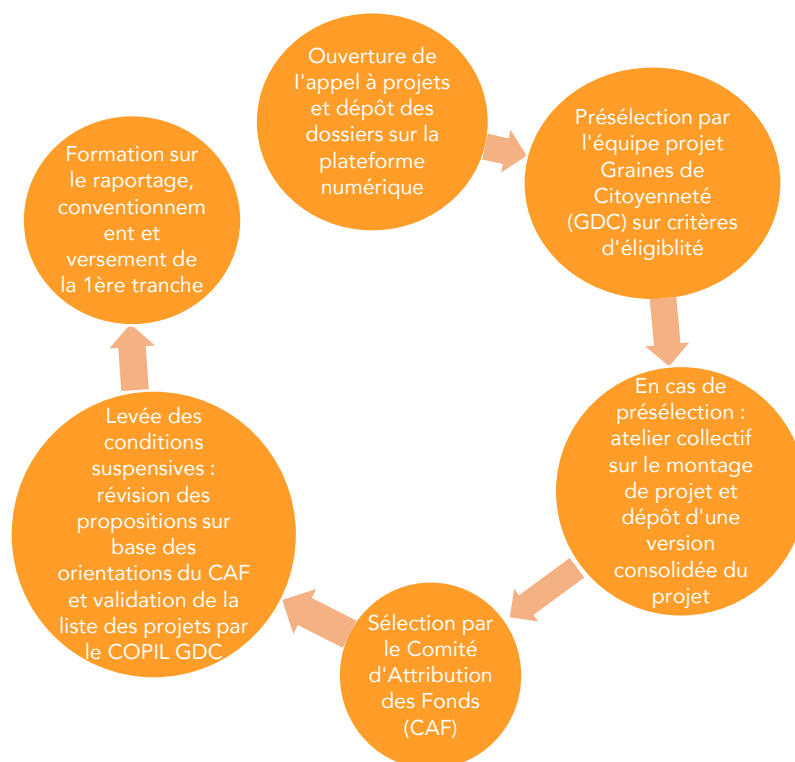 Ouverture de
l'appel à projets
et dépôt des
dossiers sur la
plateforme
numérique
Présélection par
l'équipe projet
Graines de
Citoyenneté
(GDC) sur critères
d'éligiblité
En cas de
présélection :
atelier collectif
sur le montage
de projet et
dépôt d'une
version
consolidée du
projet
Sélection par
le Comité
d'Attribution
des Fonds
(CAF)
Levée des
conditions
suspensives :
révision des
propositions sur
base des
orientations du CAF
et validation de la
liste des projets par
le COPIL GDC
Formation sur
le raportage,
conventionnem
ent et
versement de
la 1ère tranche